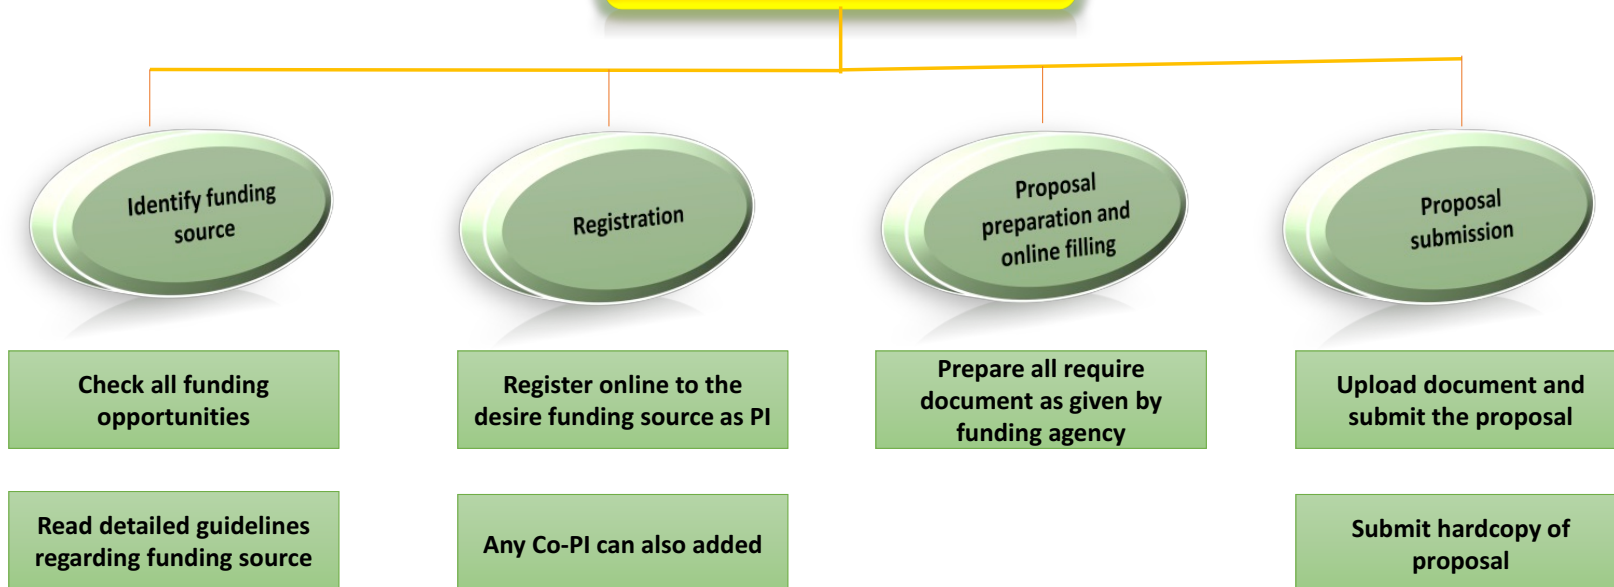 Identify funding
source
Registration
Proposal
preparation and
online filling
Proposal
submission
Check all funding
opportunities
Register online to the
desire funding source as PI
Prepare all require
document as given by
funding agency
Upload document and
submit the proposal
Read detailed guidelines
regarding funding source
Any Co-PI can also added
Submit hardcopy of
proposal